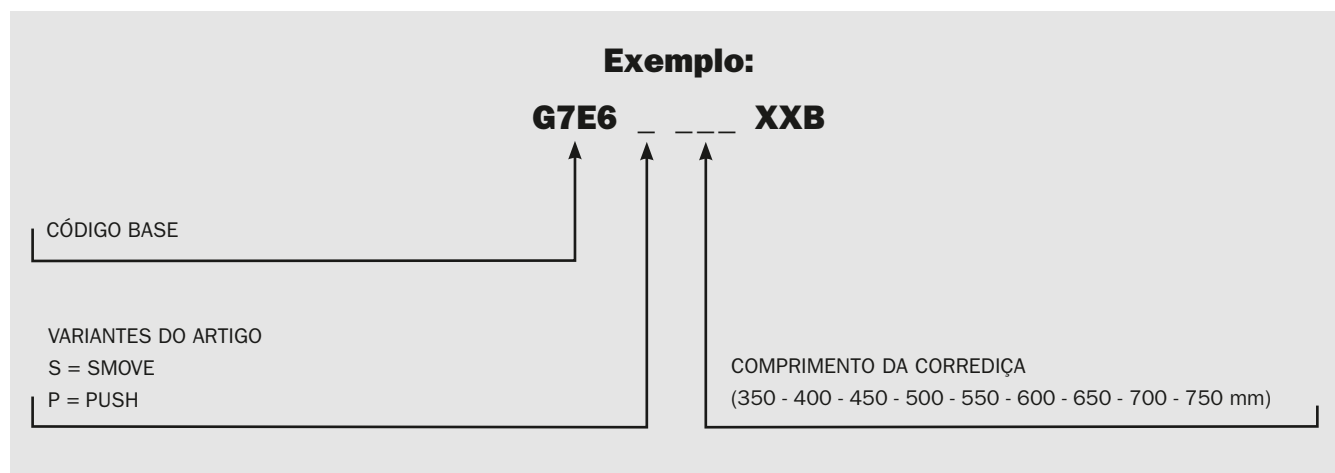 Exemplo:
G7E6 _ ___ XXB
CÓDIGO BASE
VARIANTES DO ARTIGO
S = SMOVE
P = PUSH
COMPRIMENTO DA CORREDIÇA
(350 - 400 - 450 - 500 - 550 - 600 - 650 - 700 - 750 mm)